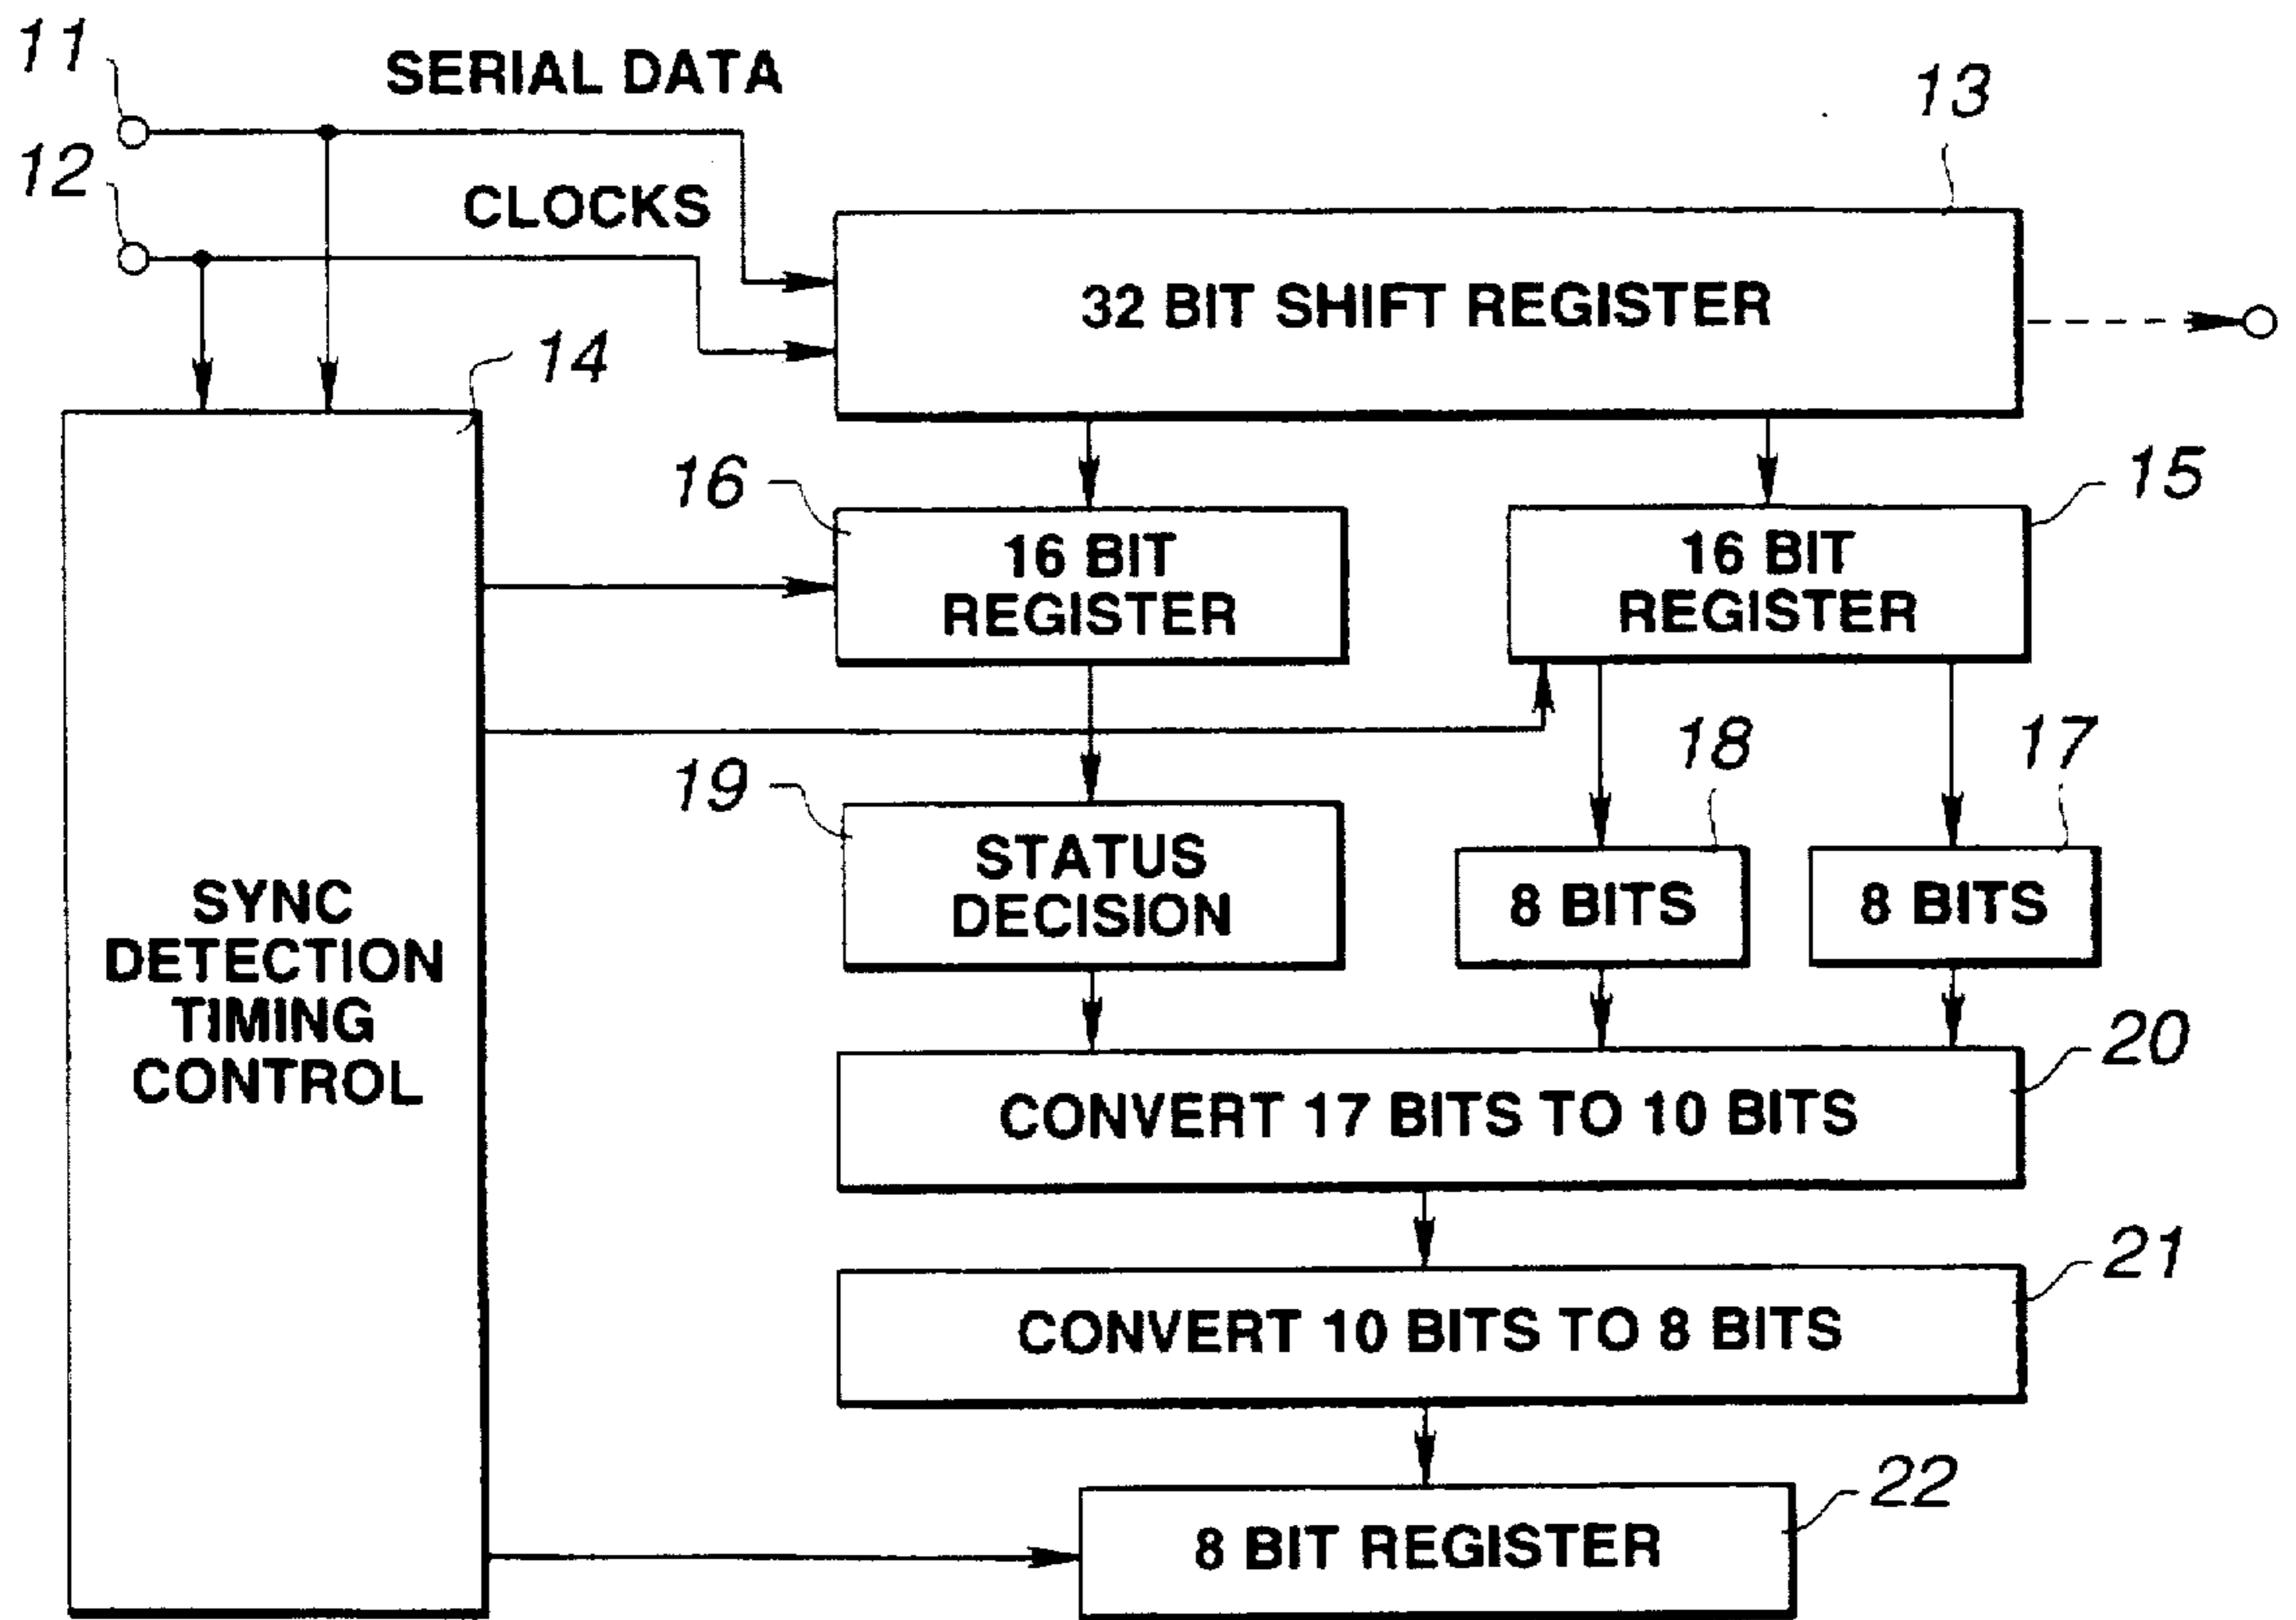 11
SERIAL DATA
13
12
CLOCKS
32 BIT SHIFT REGISTER
14
16
15
16 BIT
REGISTER
16 BIT
REGISTER
18
17
19
STATUS
DECISION
8 BITS
8 BITS
SYNC
DETECTION
TIMING
CONTROL
20
CONVERT 17 BITS TO 10 BITS
21
CONVERT 10 BITS TO 8 BITS
22
8 BIT REGISTER